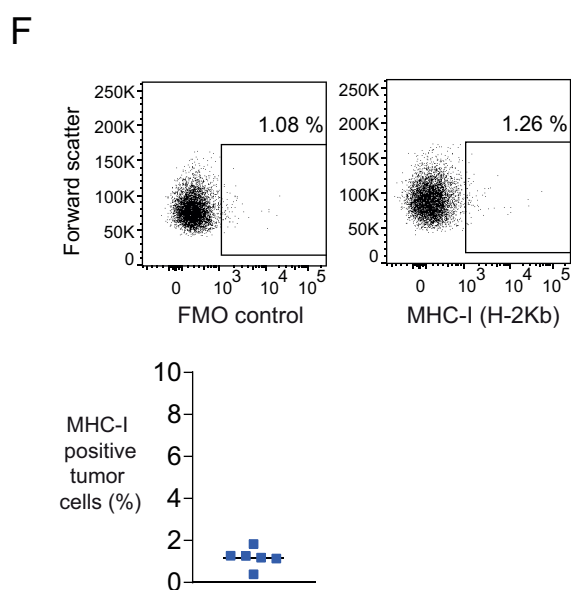 F
1.08 %
1.26 %
250K
200K
150K
100K
50K
0
Forward scatter
0 10³ 10⁴ 10⁵
FMO control
250K
200K
150K
100K
50K
0
0 10³ 10⁴ 10⁵
MHC-I (H-2Kb)
MHC-I
positive
tumor
cells (%)
10
8
6
4
2
0